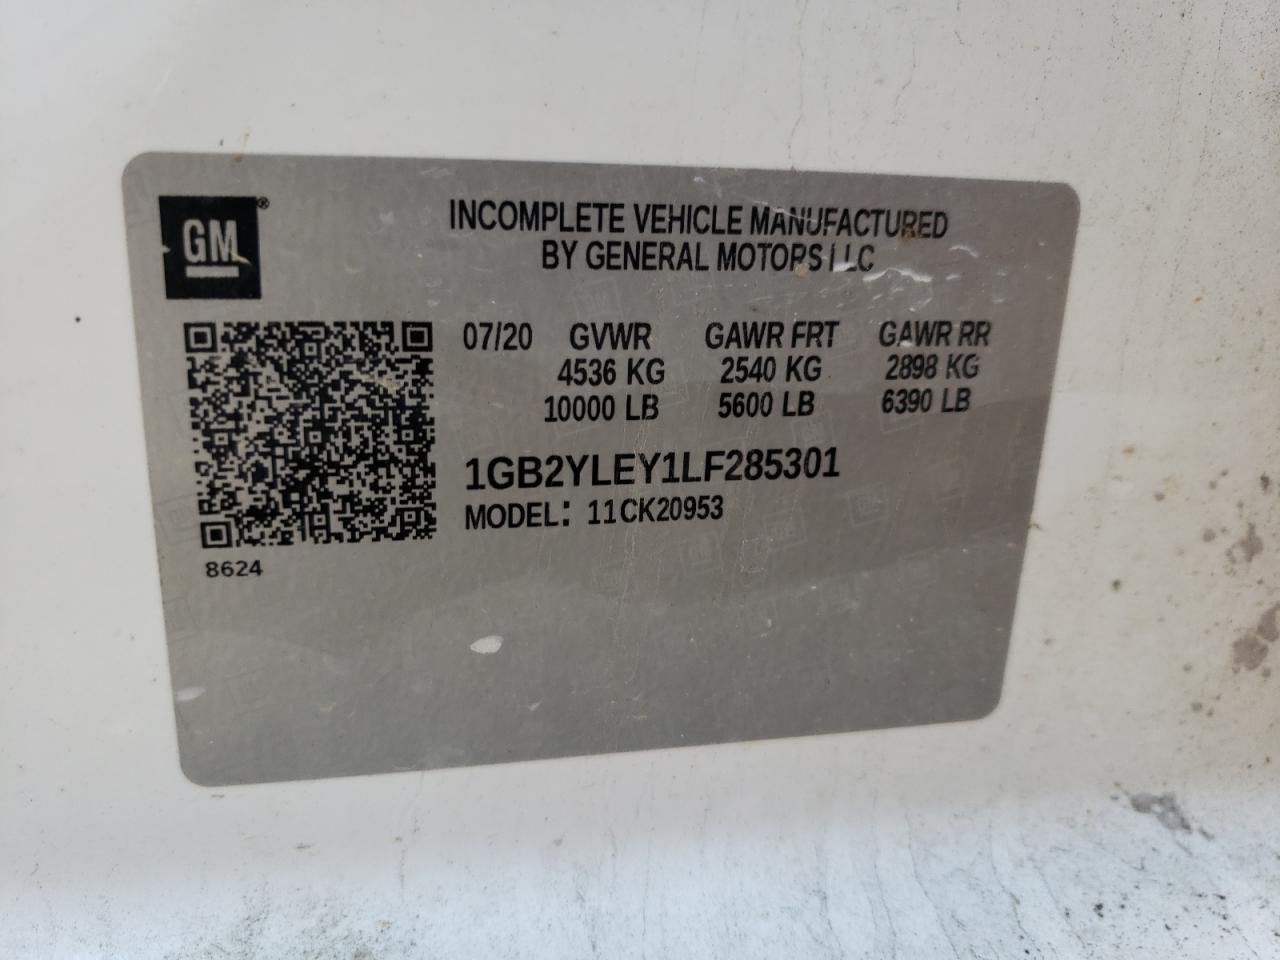 GM®
INCOMPLETE VEHICLE MANUFACTURED
BY GENERAL MOTORS LLC
07/20 GVWR GAWR FRT GAWR RR
4536 KG 2540 KG 2898 KG
10000 LB 5600 LB 6390 LB
1GB2YLEY1LF285301
MODEL: 11CK20953
8624